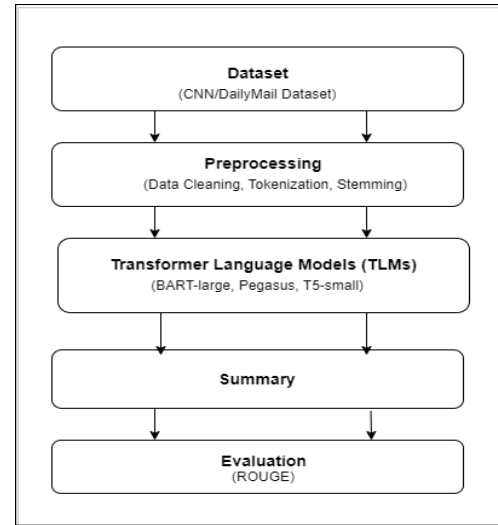 Dataset
(CNN/DailyMail Dataset)
Preprocessing
(Data Cleaning, Tokenization, Stemming)
Transformer Language Models (TLMs)
(BART-large, Pegasus, T5-small)
Summary
Evaluation
(ROUGE)